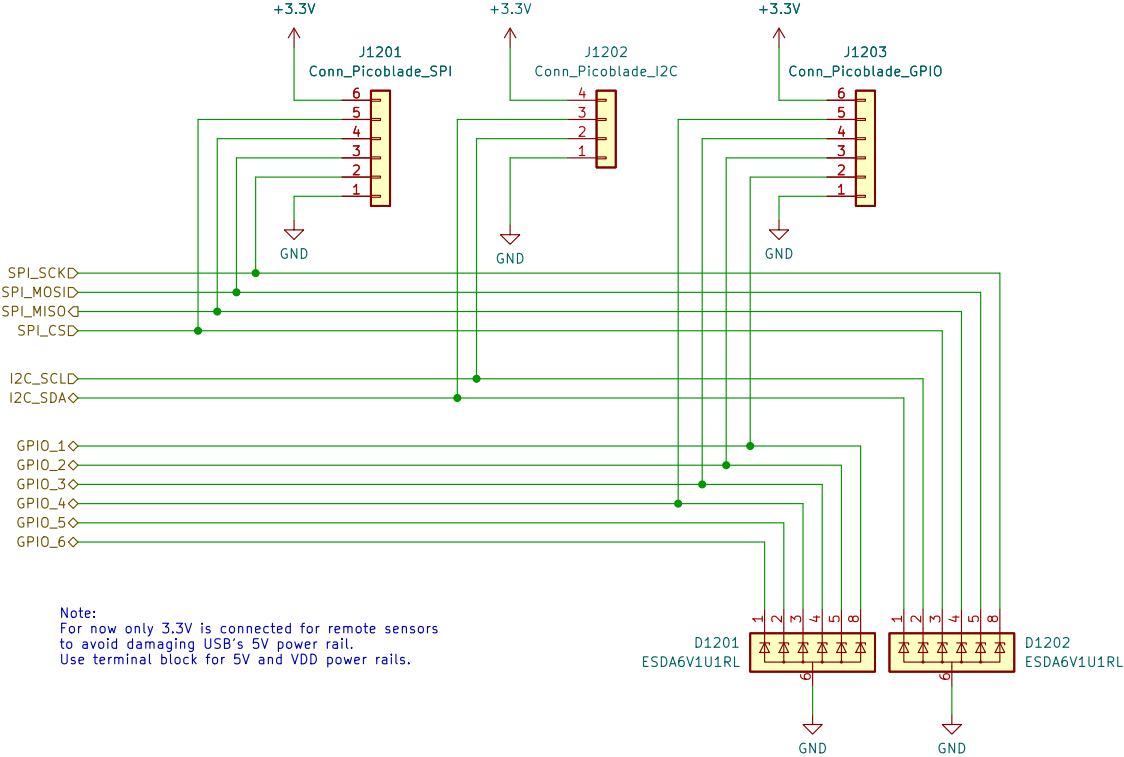 +3.3V
+3.3V
+3.3V
J1201
Conn_Picoblade_SPI
6
5
4
3
2
1
GND
J1202
Conn_Picoblade_I2C
4
3
2
1
GND
J1203
Conn_Picoblade_GPIO
6
5
4
3
2
1
GND
SPI_SCK
SPI_MOSI
SPI_MISO
SPI_CS
I2C_SCL
I2C_SDA
GPIO_1
GPIO_2
GPIO_3
GPIO_4
GPIO_5
GPIO_6
Note:
For now only 3.3V is connected for remote sensors
to avoid damaging USB's 5V power rail.
Use terminal block for 5V and VDD power rails.
D1201
ESDA6V1U1RL
1 2 3 4 5 8
6
GND
1 2 3 4 5 8
6
D1202
ESDA6V1U1RL
GND